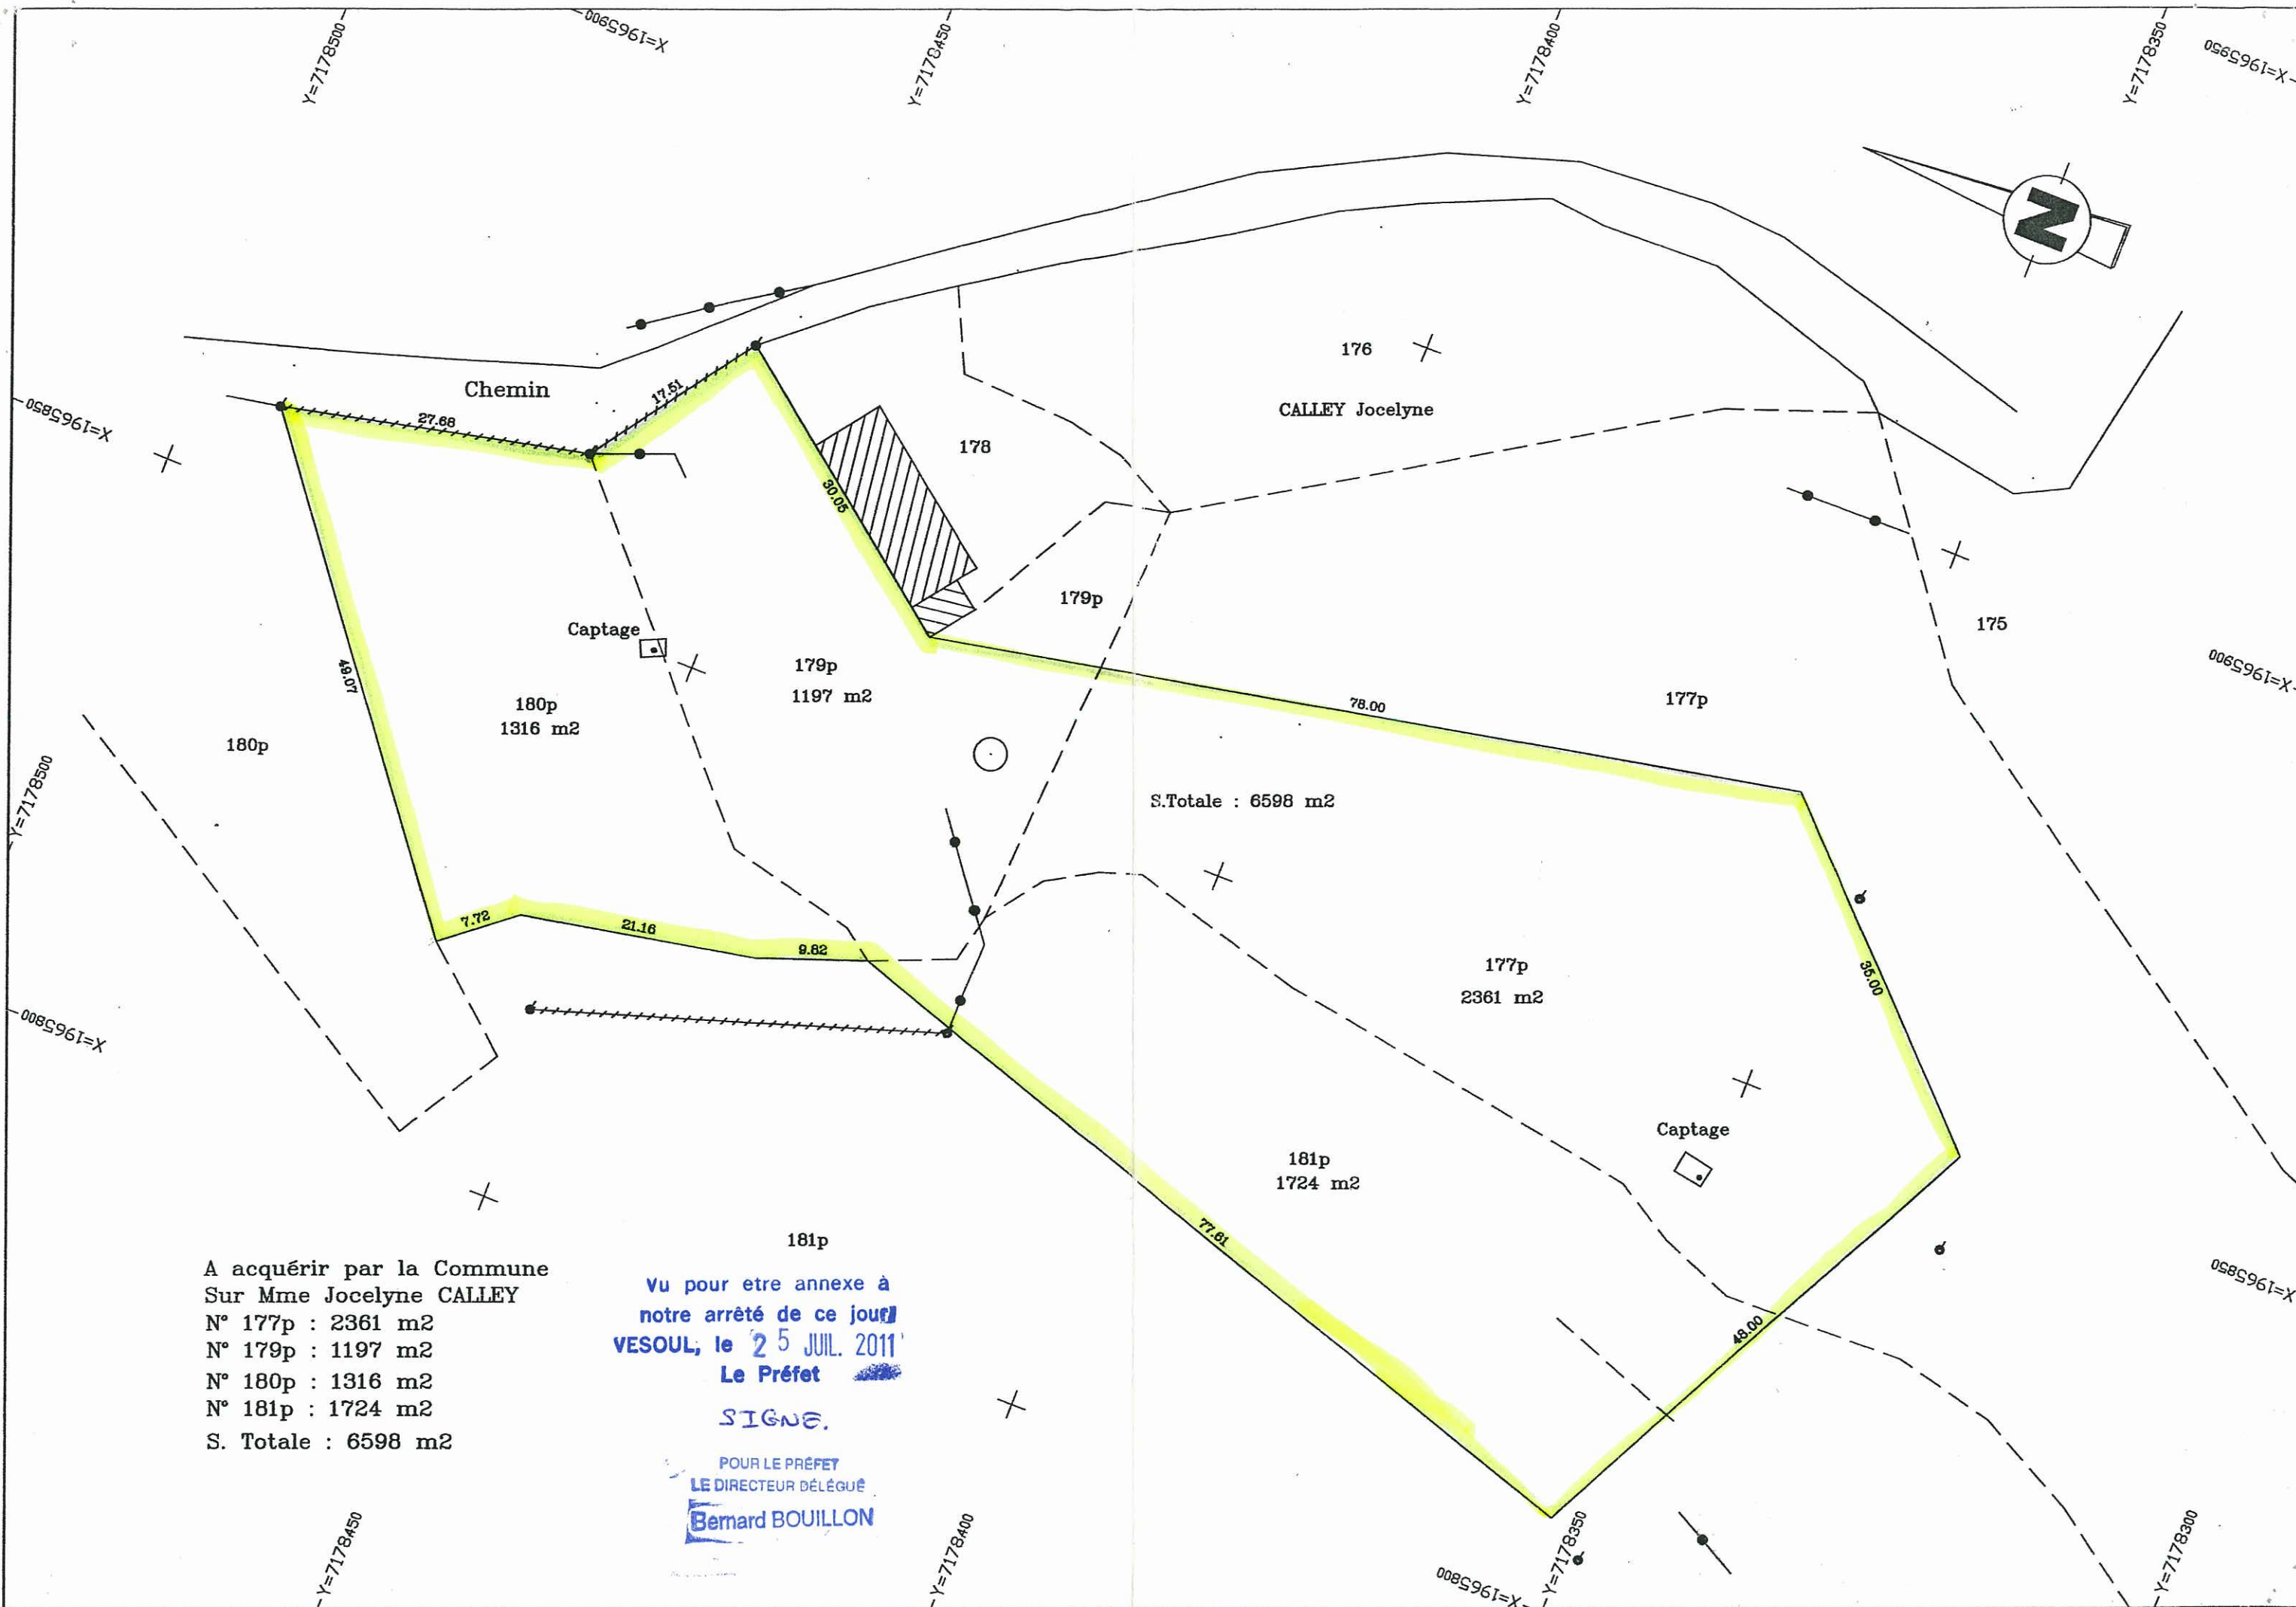 Y=7178500
X=1965900
Y=7178450
Y=7178400
Y=7178350
X=1965950
N
Chemin
176
CALLEY Jocelyne
X=1965850
27.68
17.51
178
30.05
179p
175
Captage
49.07
179p
1197 m2
180p
1316 m2
180p
78.00
177p
X=1965900
Y=7178500
S.Totale : 6598 m2
7.72
21.16
9.82
177p
2361 m2
35.00
X=1965800
Captage
181p
1724 m2
77.61
181p
48.00
X=1965850
A acquérir par la Commune
Sur Mme Jocelyne CALLEY
N° 177p : 2361 m2
N° 179p : 1197 m2
N° 180p : 1316 m2
N° 181p : 1724 m2
S. Totale : 6598 m2
Vu pour etre annexe à
notre arrêté de ce jour
VESOUL, le 25 JUIL. 2011
Le Préfet
SIGNE.
POUR LE PRÉFET
LE DIRECTEUR DÉLÉGUÉ
Bernard BOUILLON
Y=7178450
Y=7178400
X=1965800
Y=7178350
Y=7178300